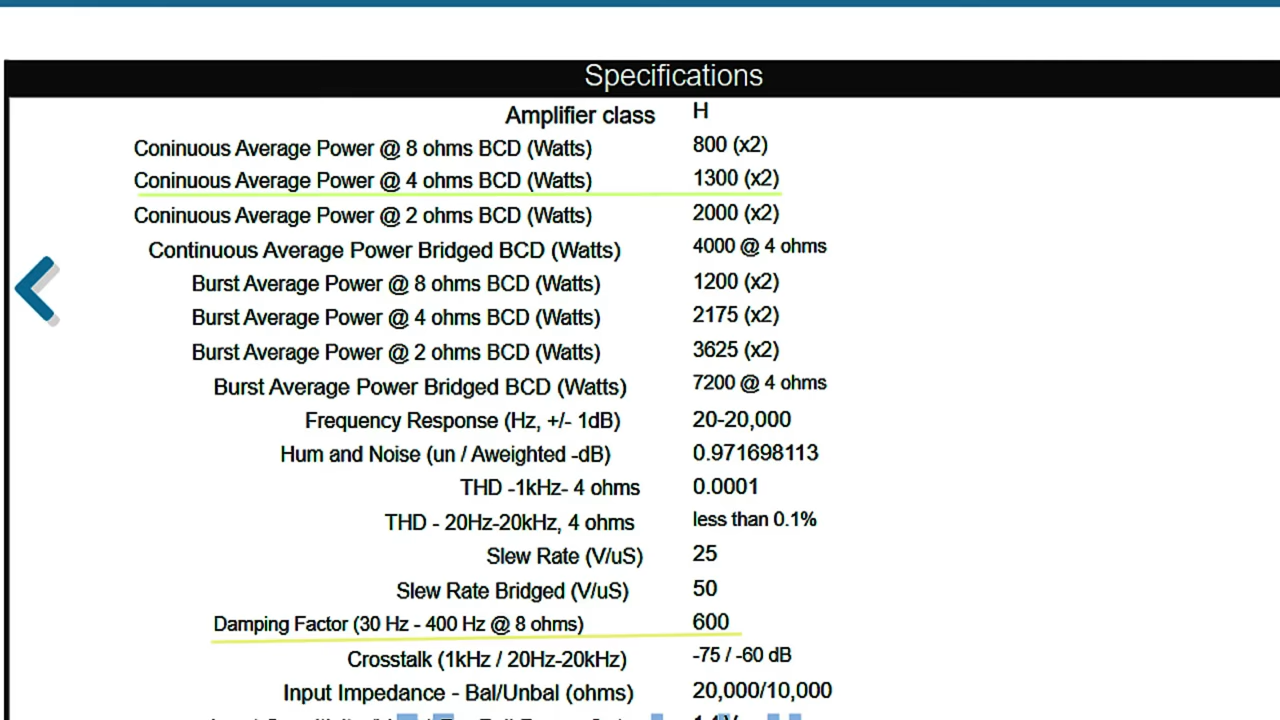 Specifications
Amplifier class H
Coninuous Average Power @ 8 ohms BCD (Watts) 800 (x2)
Coninuous Average Power @ 4 ohms BCD (Watts) 1300 (x2)
Coninuous Average Power @ 2 ohms BCD (Watts) 2000 (x2)
Continuous Average Power Bridged BCD (Watts) 4000 @ 4 ohms
Burst Average Power @ 8 ohms BCD (Watts) 1200 (x2)
Burst Average Power @ 4 ohms BCD (Watts) 2175 (x2)
Burst Average Power @ 2 ohms BCD (Watts) 3625 (x2)
Burst Average Power Bridged BCD (Watts) 7200 @ 4 ohms
Frequency Response (Hz, +/- 1dB) 20-20,000
Hum and Noise (un / Aweighted -dB) 0.971698113
THD -1kHz- 4 ohms 0.0001
THD - 20Hz-20kHz, 4 ohms less than 0.1%
Slew Rate (V/uS) 25
Slew Rate Bridged (V/uS) 50
Damping Factor (30 Hz - 400 Hz @ 8 ohms) 600
Crosstalk (1kHz / 20Hz-20kHz) -75 / -60 dB
Input Impedance - Bal/Unbal (ohms) 20,000/10,000